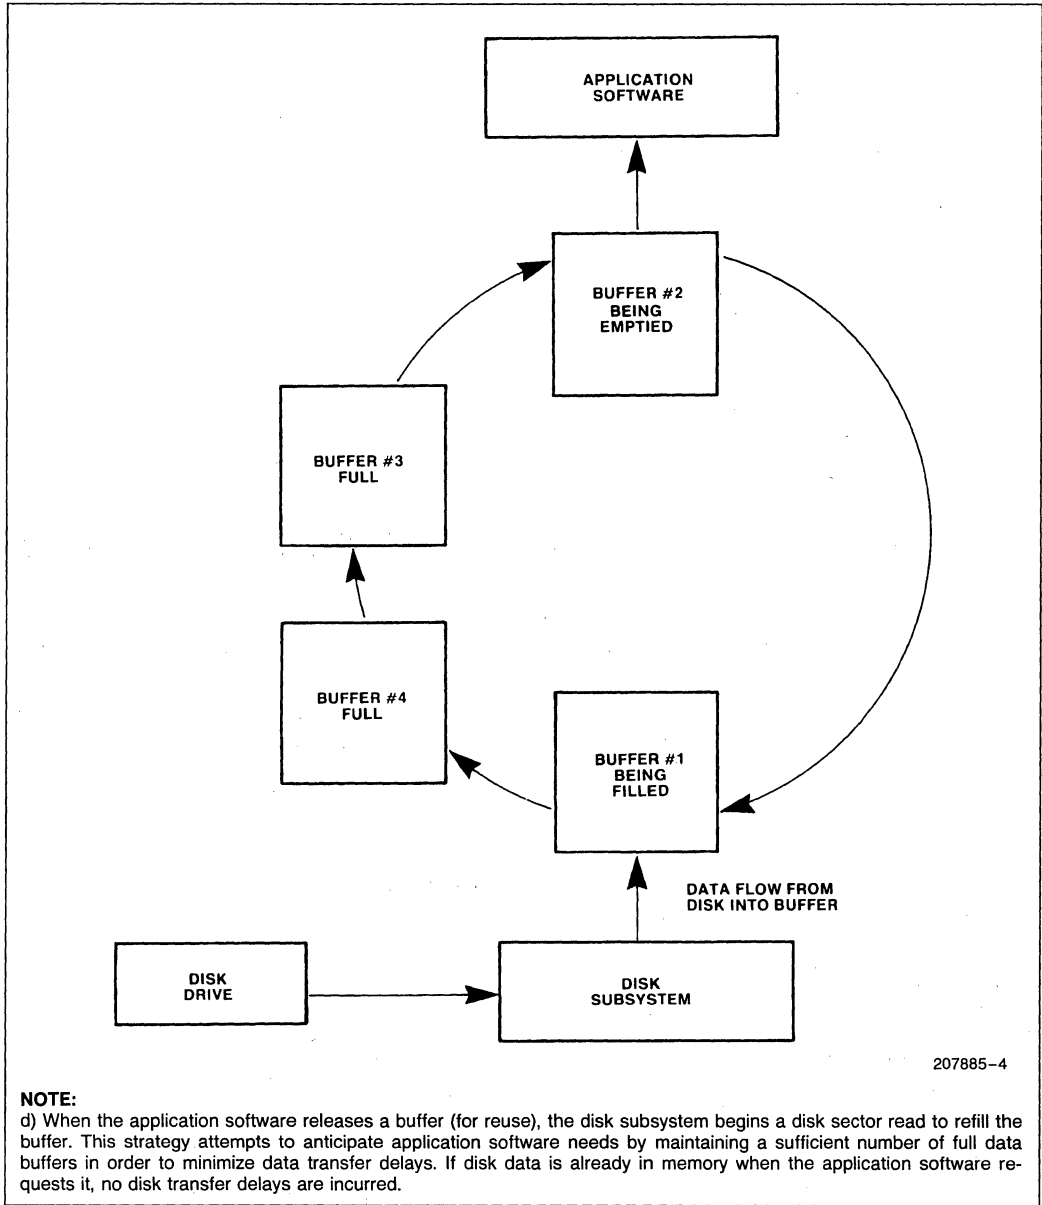 APPLICATION
SOFTWARE
BUFFER #2
BEING
EMPTIED
BUFFER #3
FULL
BUFFER #4
FULL
BUFFER #1
BEING
FILLED
DATA FLOW FROM
DISK INTO BUFFER
DISK
DRIVE
DISK
SUBSYSTEM
207885–4
NOTE:
d) When the application software releases a buffer (for reuse), the disk subsystem begins a disk sector read to refill the
buffer. This strategy attempts to anticipate application software needs by maintaining a sufficient number of full data
buffers in order to minimize data transfer delays. If disk data is already in memory when the application software re-
quests it, no disk transfer delays are incurred.